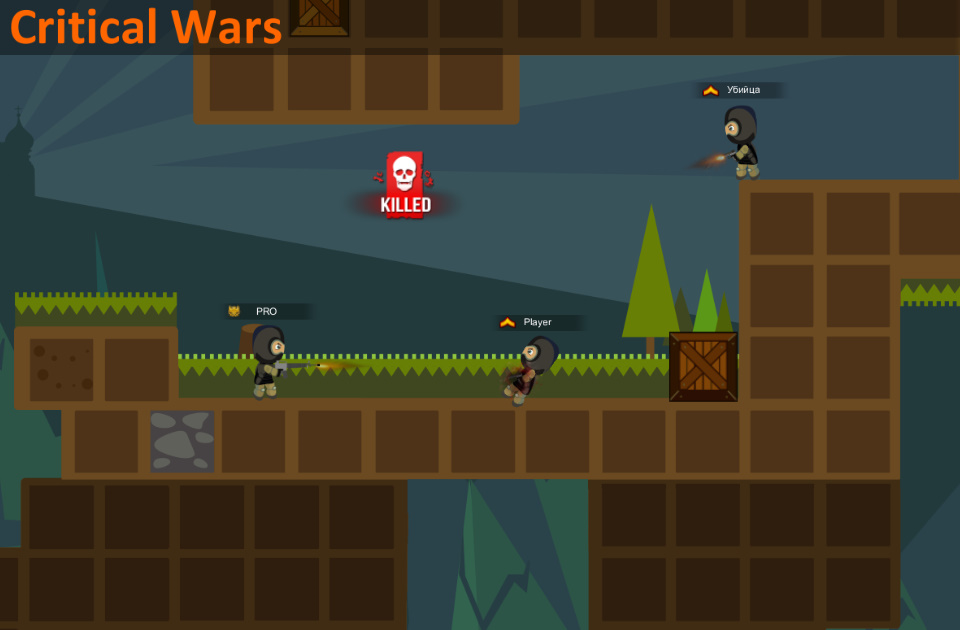 Critical Wars
Убийца
KILLED
PRO
Player